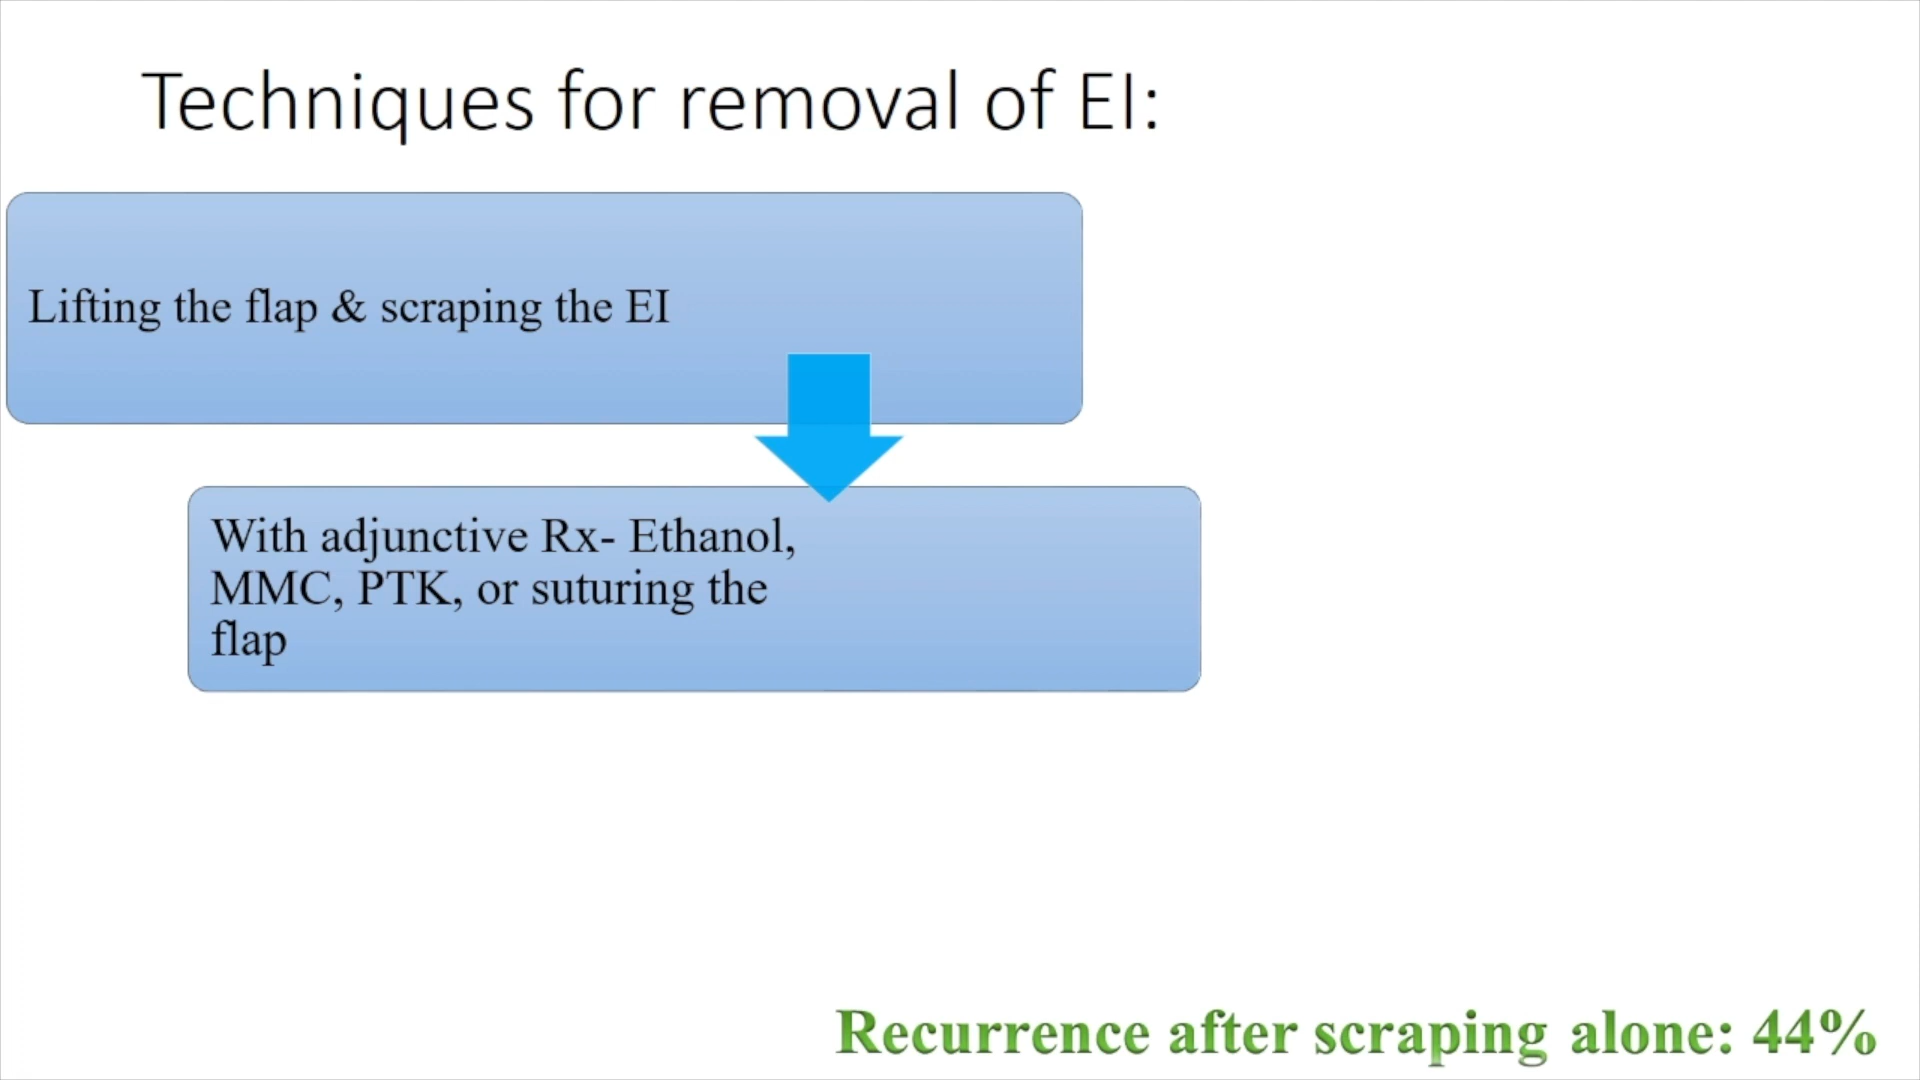 Techniques for removal of EI:
Lifting the flap & scraping the EI
With adjunctive Rx- Ethanol,
MMC, PTK, or suturing the
flap
Recurrence after scraping alone: 44%